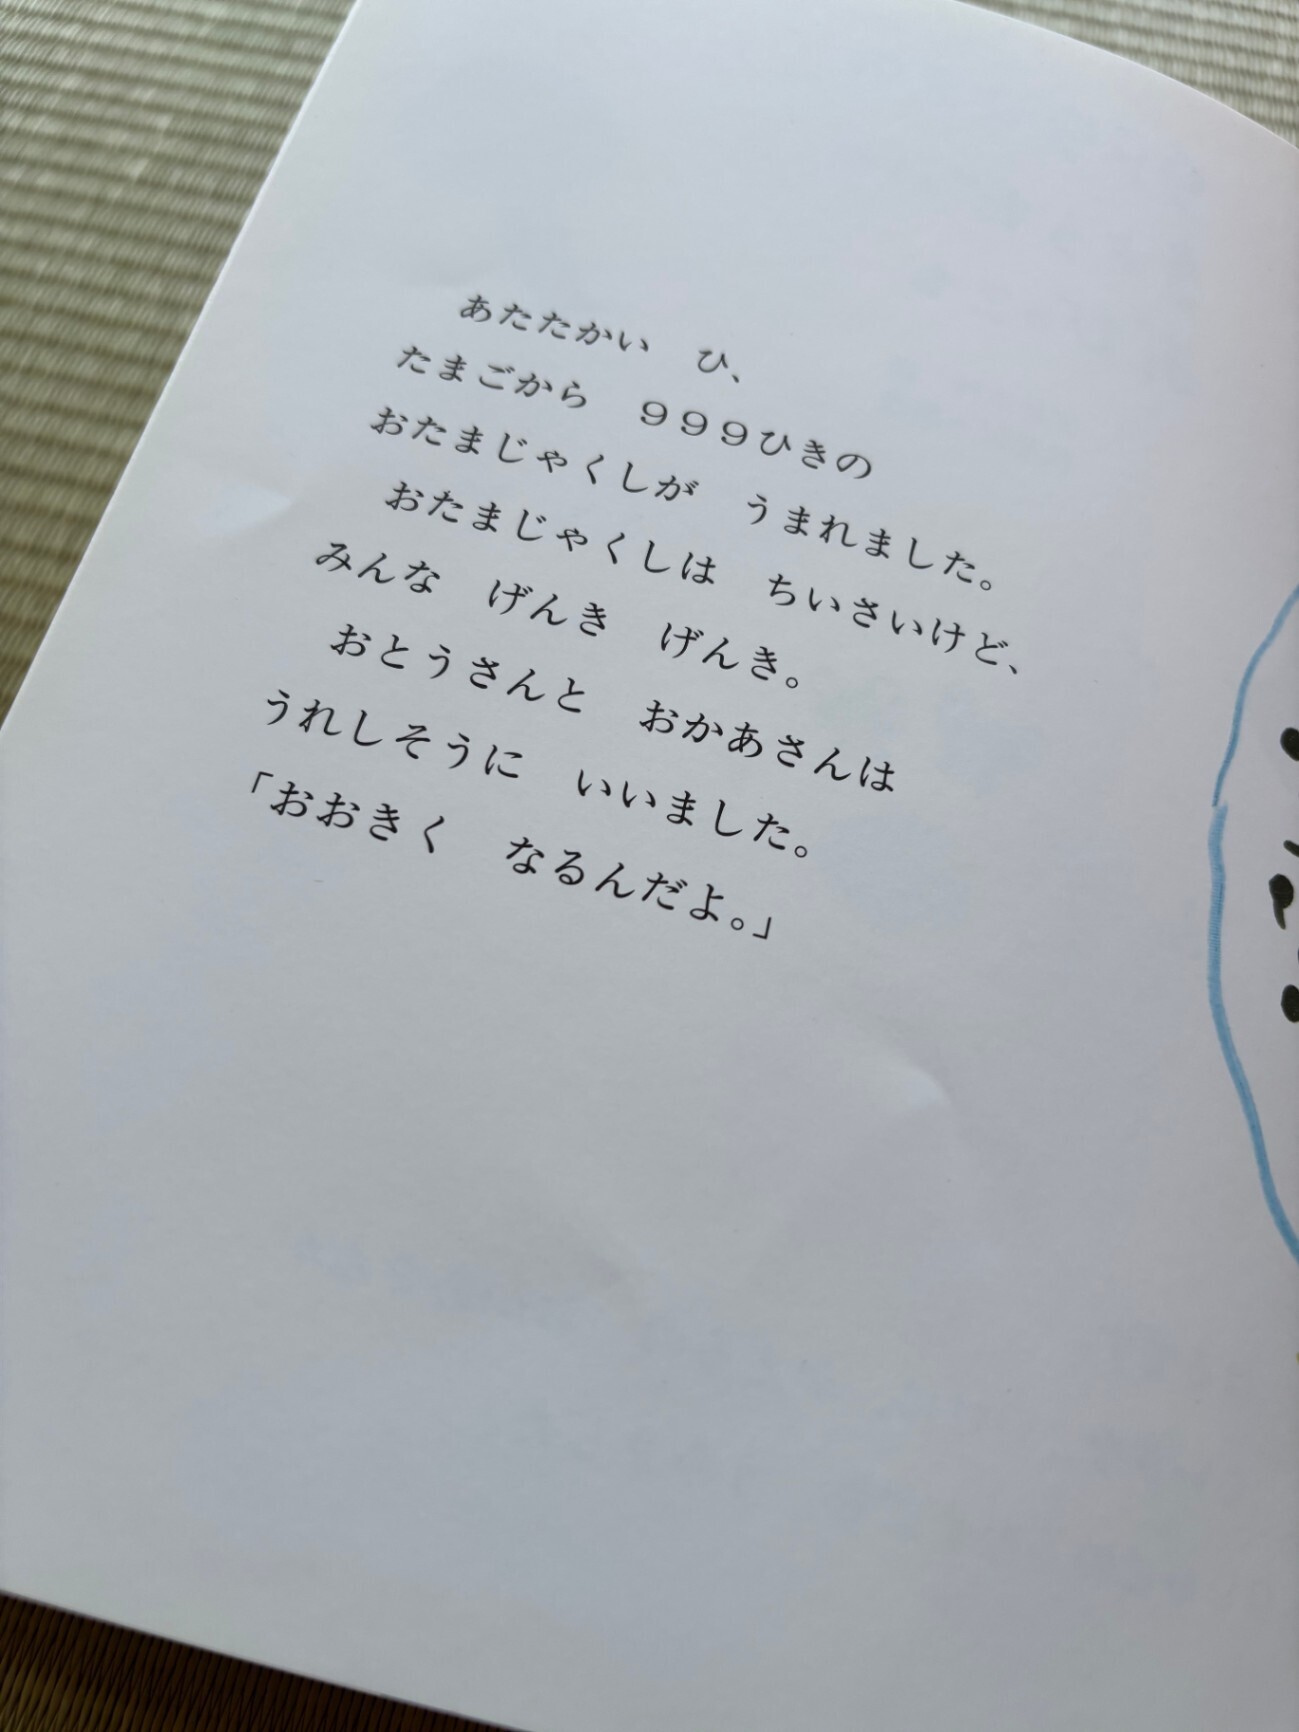 あたたかい　ひ、
たまごから　９９９ひきの
おたまじゃくしが　うまれました。
　おたまじゃくしは　ちいさいけど、
みんな　げんき　げんき。
　おとうさんと　おかあさんは
うれしそうに　いいました。
「おおきく　なるんだよ。」